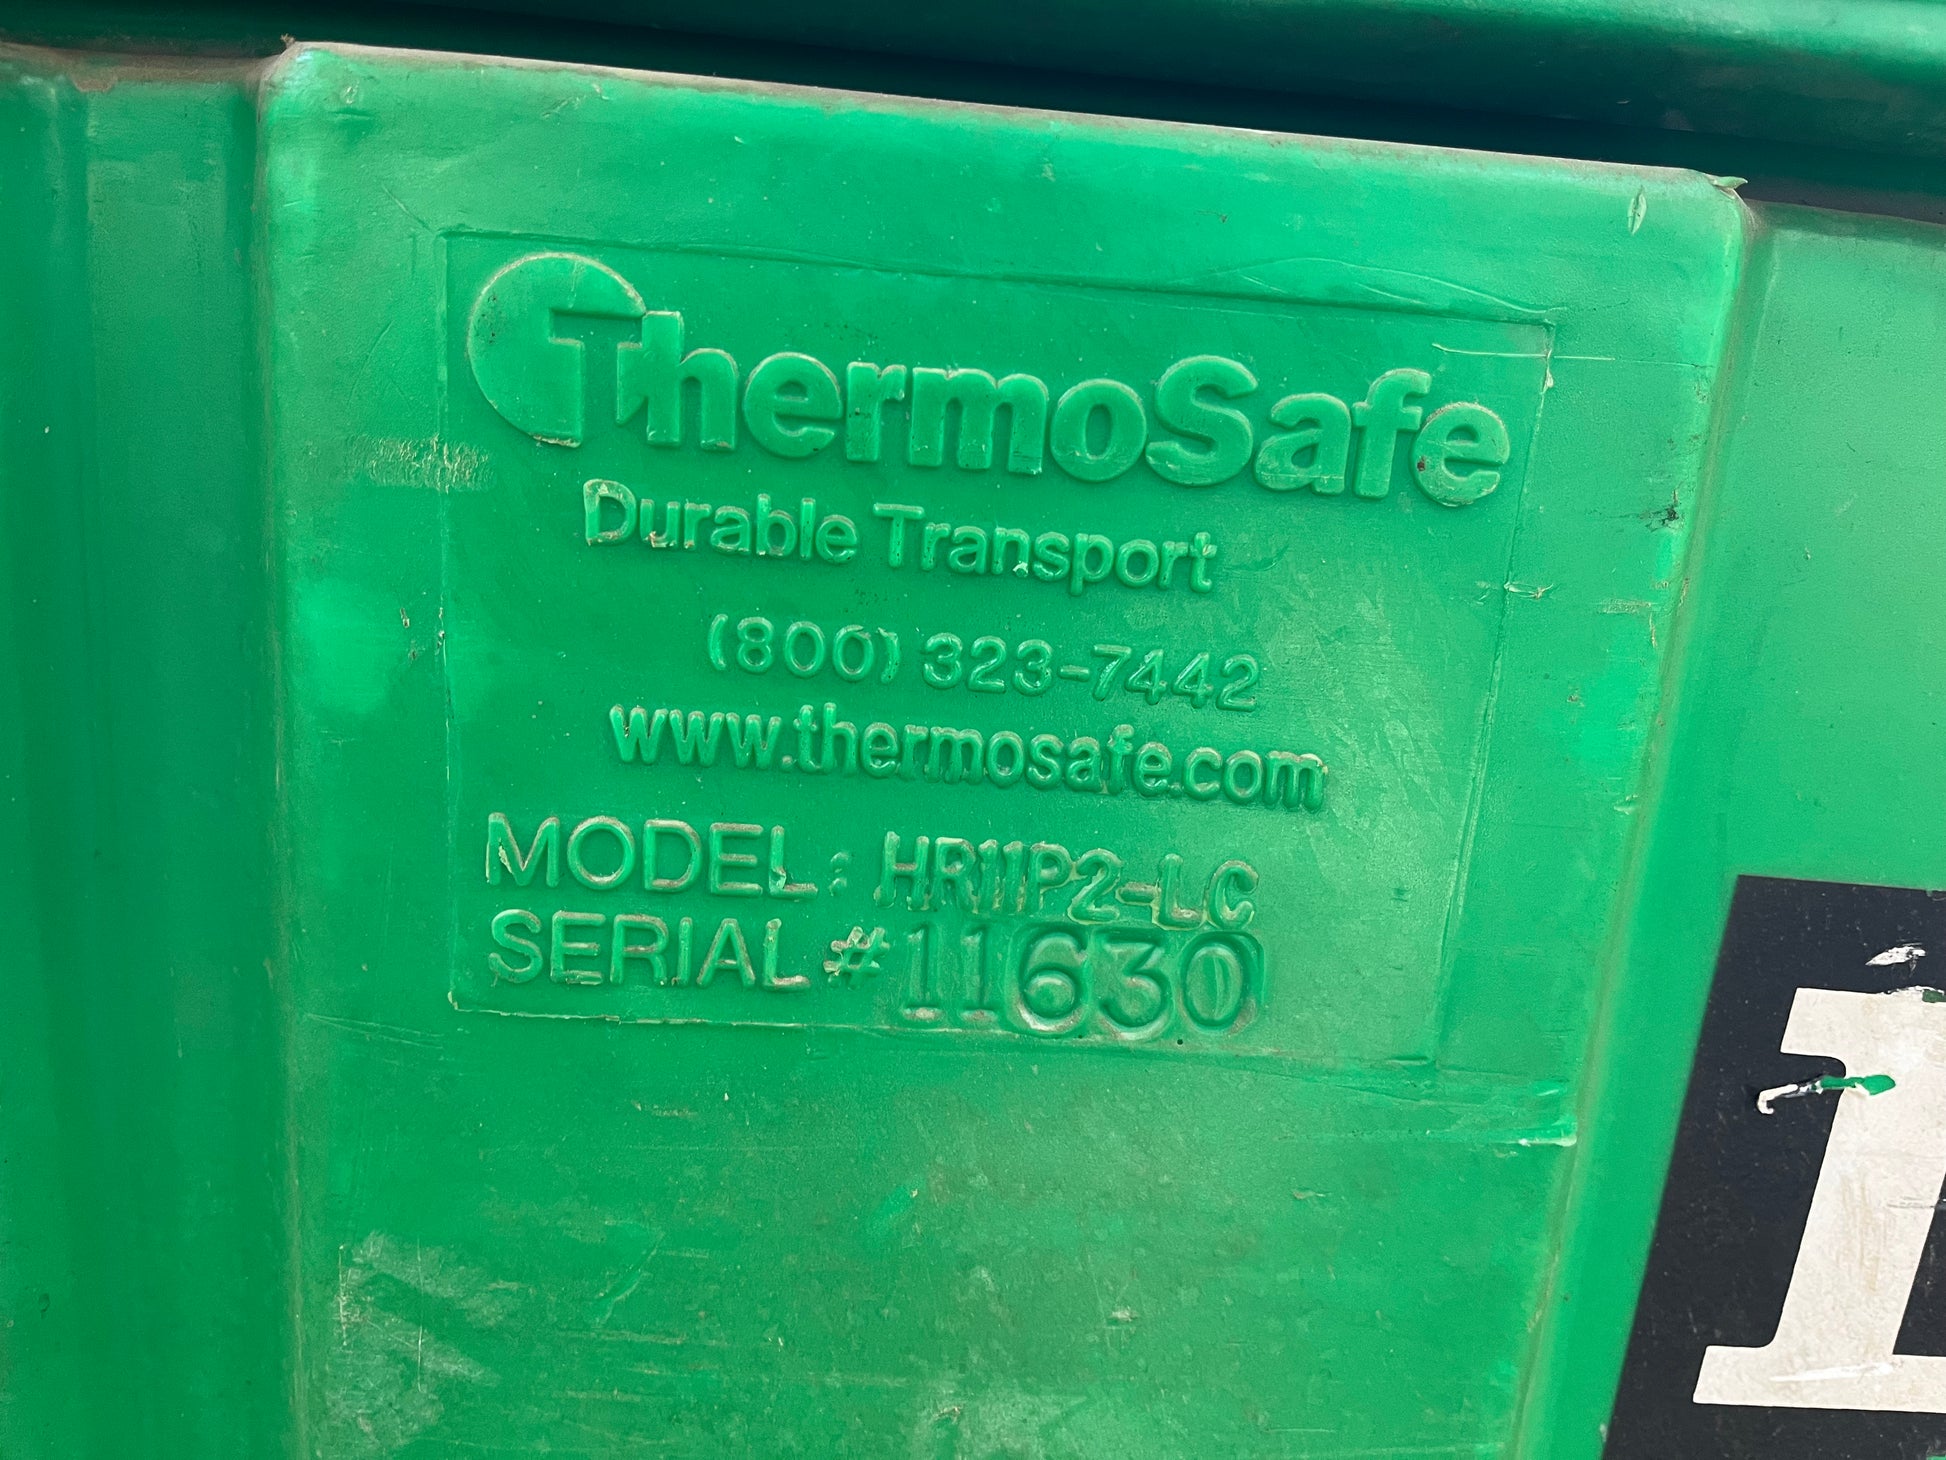 ThermoSafe
Durable Transport
(800) 323-7442
www.thermosafe.com
MODEL: HR11P2-LC
SERIAL # 11630